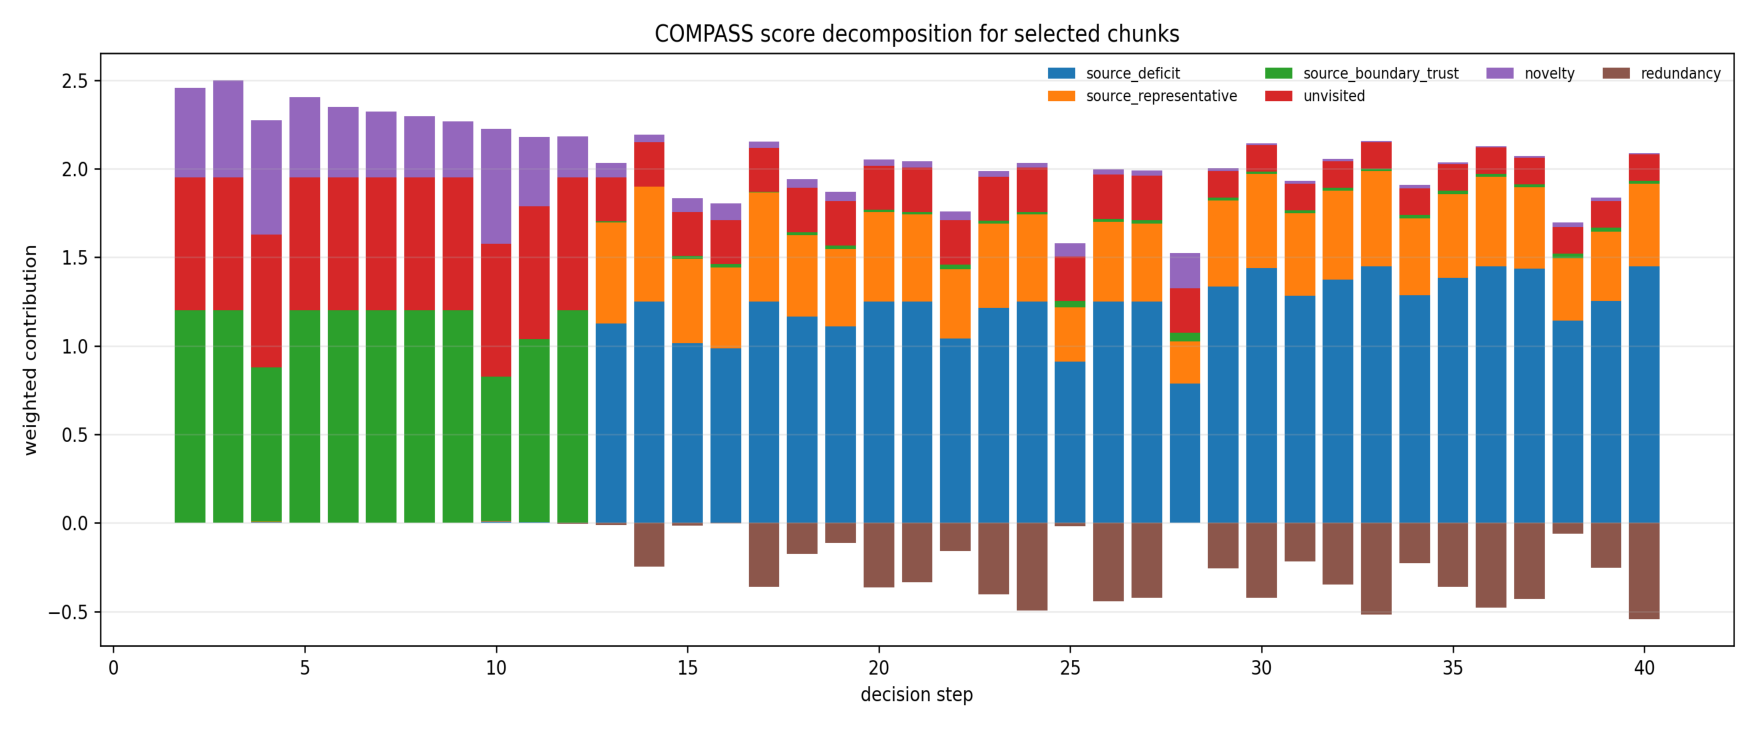 COMPASS score decomposition for selected chunks
source_deficit source_boundary_trust novelty redundancy
source_representative unvisited
2.5
2.0
1.5
1.0
0.5
0.0
−0.5
weighted contribution
0 5 10 15 20 25 30 35 40
decision step